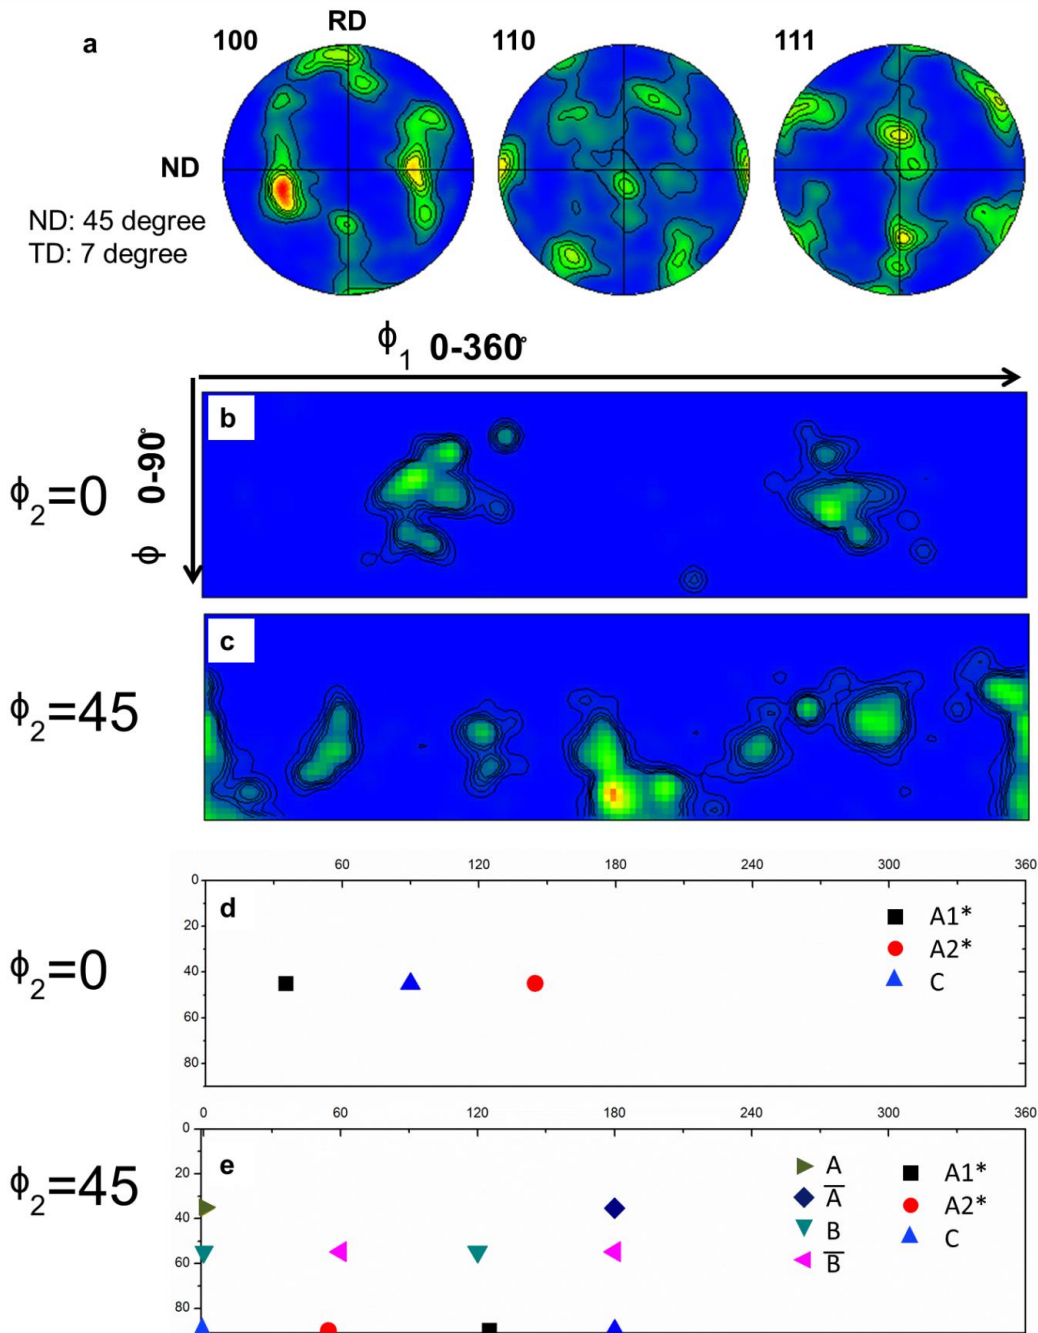 a
100
RD
110
111
ND
ND: 45 degree
TD: 7 degree
ϕ1 0-360°
b
ϕ 0-90°
ϕ2=0
c
ϕ2=45
60 120 180 240 300 360
0
20
40
60
80
d
ϕ2=0
A1*
A2*
C
0 60 120 180 240 300 360
0
20
40
60
80
e
ϕ2=45
A
A̅
B
B̅
A1*
A2*
C